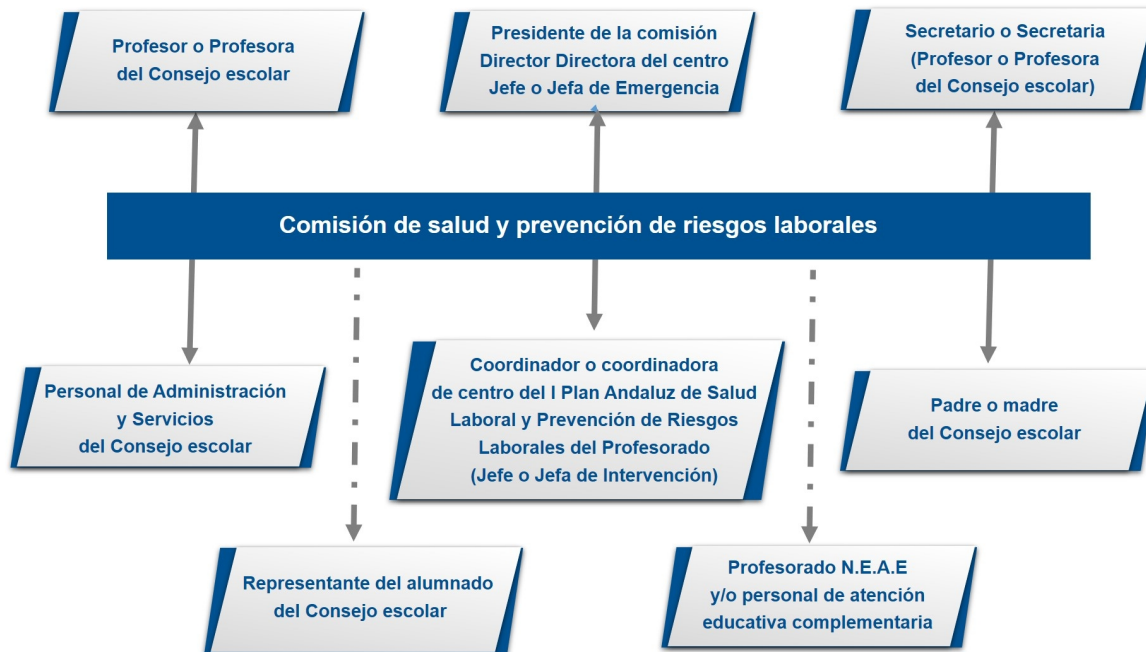 Profesor o Profesora
del Consejo escolar
Presidente de la comisión
Director Directora del centro
Jefe o Jefa de Emergencia
Secretario o Secretaria
(Profesor o Profesora
del Consejo escolar)
Comisión de salud y prevención de riesgos laborales
Personal de Administración
y Servicios
del Consejo escolar
Coordinador o coordinadora
de centro del I Plan Andaluz de Salud
Laboral y Prevención de Riesgos
Laborales del Profesorado
(Jefe o Jefa de Intervención)
Padre o madre
del Consejo escolar
Representante del alumnado
del Consejo escolar
Profesorado N.E.A.E
y/o personal de atención
educativa complementaria